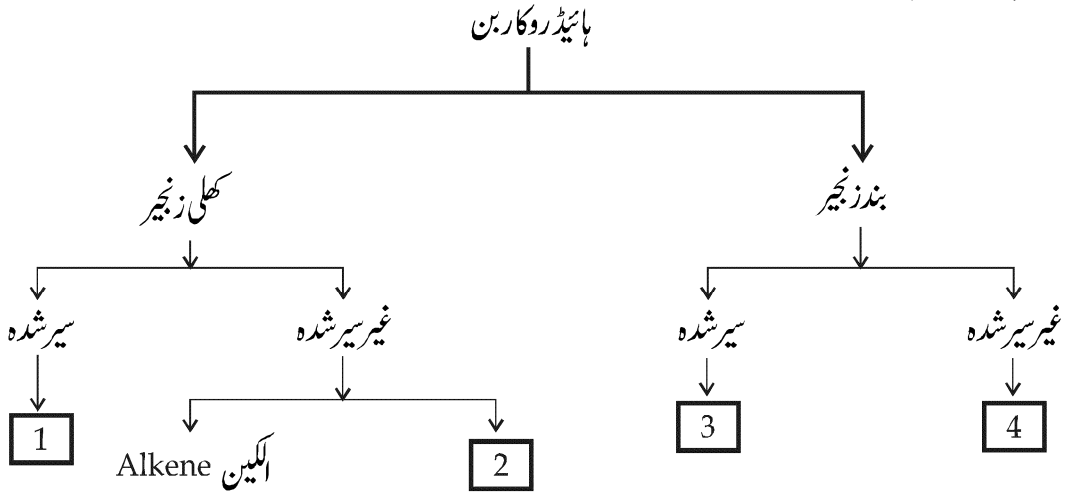 ہائیڈروکاربن
کھلی زنجیر
بند زنجیر
سیر شدہ
غیر سیر شدہ
سیر شدہ
غیر سیر شدہ
1
Alkene الکین
2
3
4